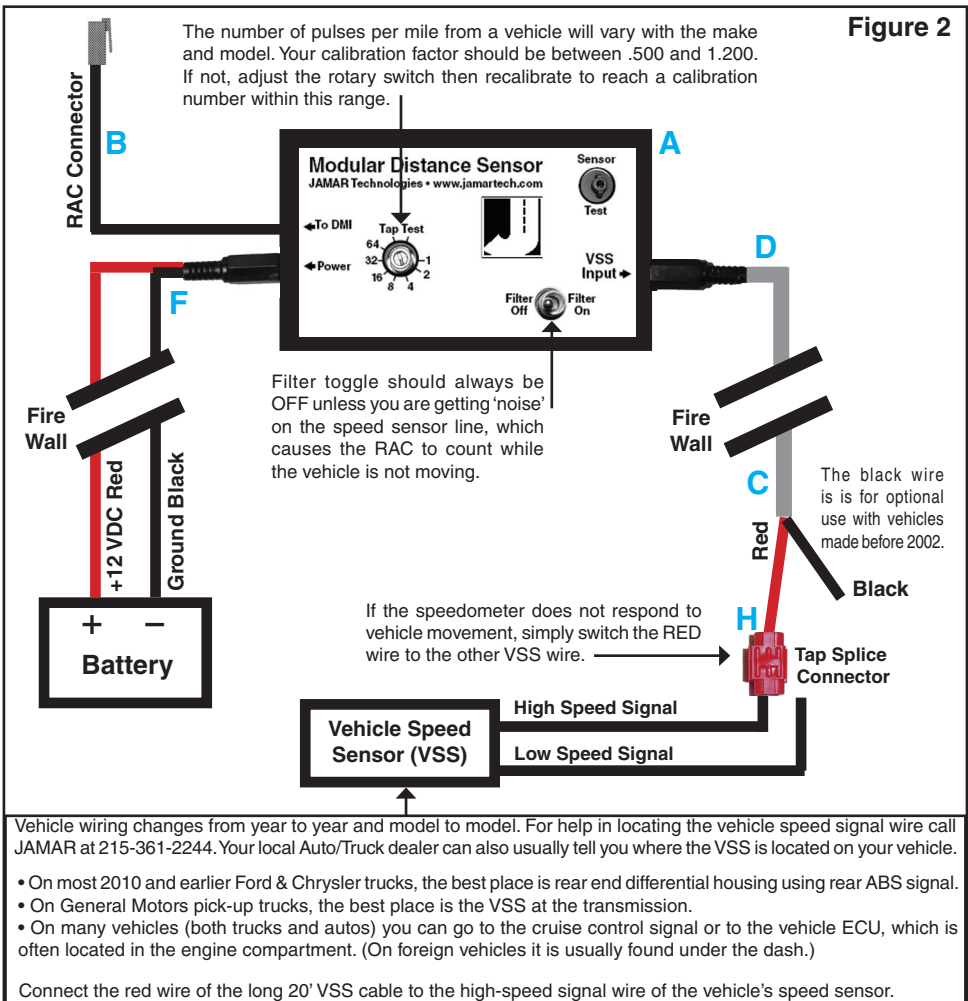 Figure 2
The number of pulses per mile from a vehicle will vary with the make
and model. Your calibration factor should be between .500 and 1.200.
If not, adjust the rotary switch then recalibrate to reach a calibration
number within this range.
RAC Connector
B
A
Modular Distance Sensor
JAMAR Technologies • www.jamartech.com
Sensor
Test
To DMI
Tap Test
64
32
16
8
4
2
1
Power
VSS
Input
Filter
Off
Filter
On
D
F
Filter toggle should always be
OFF unless you are getting 'noise'
on the speed sensor line, which
causes the RAC to count while
the vehicle is not moving.
Fire
Wall
Fire
Wall
C
The black wire
is is for optional
use with vehicles
made before 2002.
+12 VDC Red
Ground Black
Red
Black
+ −
Battery
If the speedometer does not respond to
vehicle movement, simply switch the RED
wire to the other VSS wire.
H
Tap Splice
Connector
High Speed Signal
Vehicle Speed
Sensor (VSS)
Low Speed Signal
Vehicle wiring changes from year to year and model to model. For help in locating the vehicle speed signal wire call
JAMAR at 215-361-2244. Your local Auto/Truck dealer can also usually tell you where the VSS is located on your vehicle.
• On most 2010 and earlier Ford & Chrysler trucks, the best place is rear end differential housing using rear ABS signal.
• On General Motors pick-up trucks, the best place is the VSS at the transmission.
• On many vehicles (both trucks and autos) you can go to the cruise control signal or to the vehicle ECU, which is
often located in the engine compartment. (On foreign vehicles it is usually found under the dash.)
Connect the red wire of the long 20' VSS cable to the high-speed signal wire of the vehicle's speed sensor.